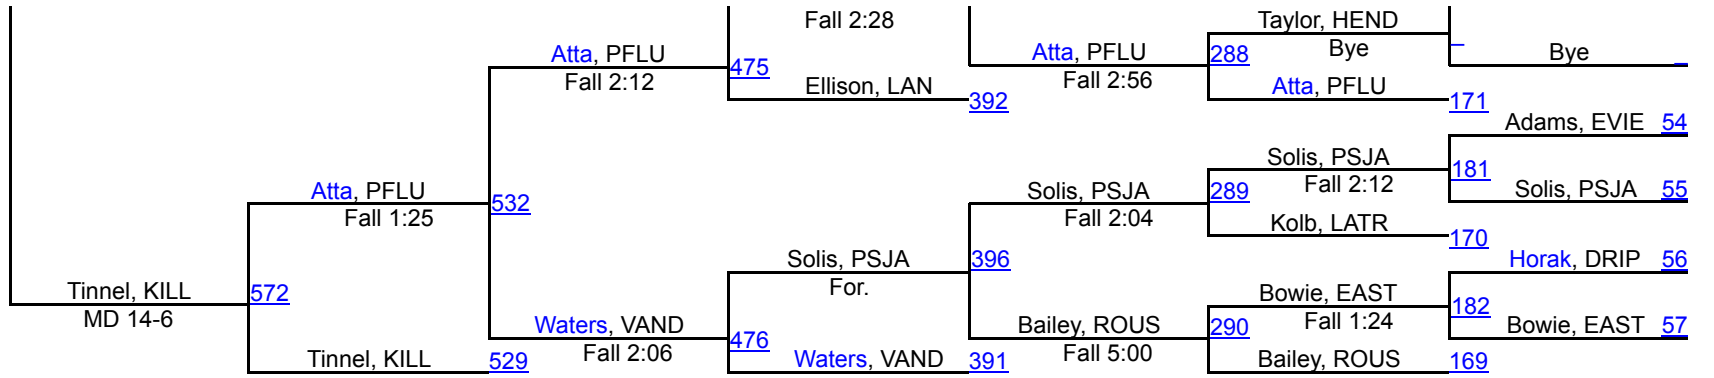 Fall 2:28
Taylor, HEND
Atta, PFLU
Atta, PFLU
288
Bye
Bye
475
Fall 2:12
Fall 2:56
Ellison, LAN
392
Atta, PFLU
171
Adams, EVIE 54
Solis, PSJA
181
Atta, PFLU
Solis, PSJA
289
Fall 2:12
Solis, PSJA 55
532
Fall 1:25
Fall 2:04
Kolb, LATR
170
Solis, PSJA
396
Horak, DRIP 56
Tinnel, KILL
572
For.
Bowie, EAST
182
MD 14-6
Waters, VAND
Bailey, ROUS
290
Fall 1:24
Bowie, EAST 57
476
Fall 2:06
Fall 5:00
Tinnel, KILL
529
Waters, VAND
391
Bailey, ROUS
169